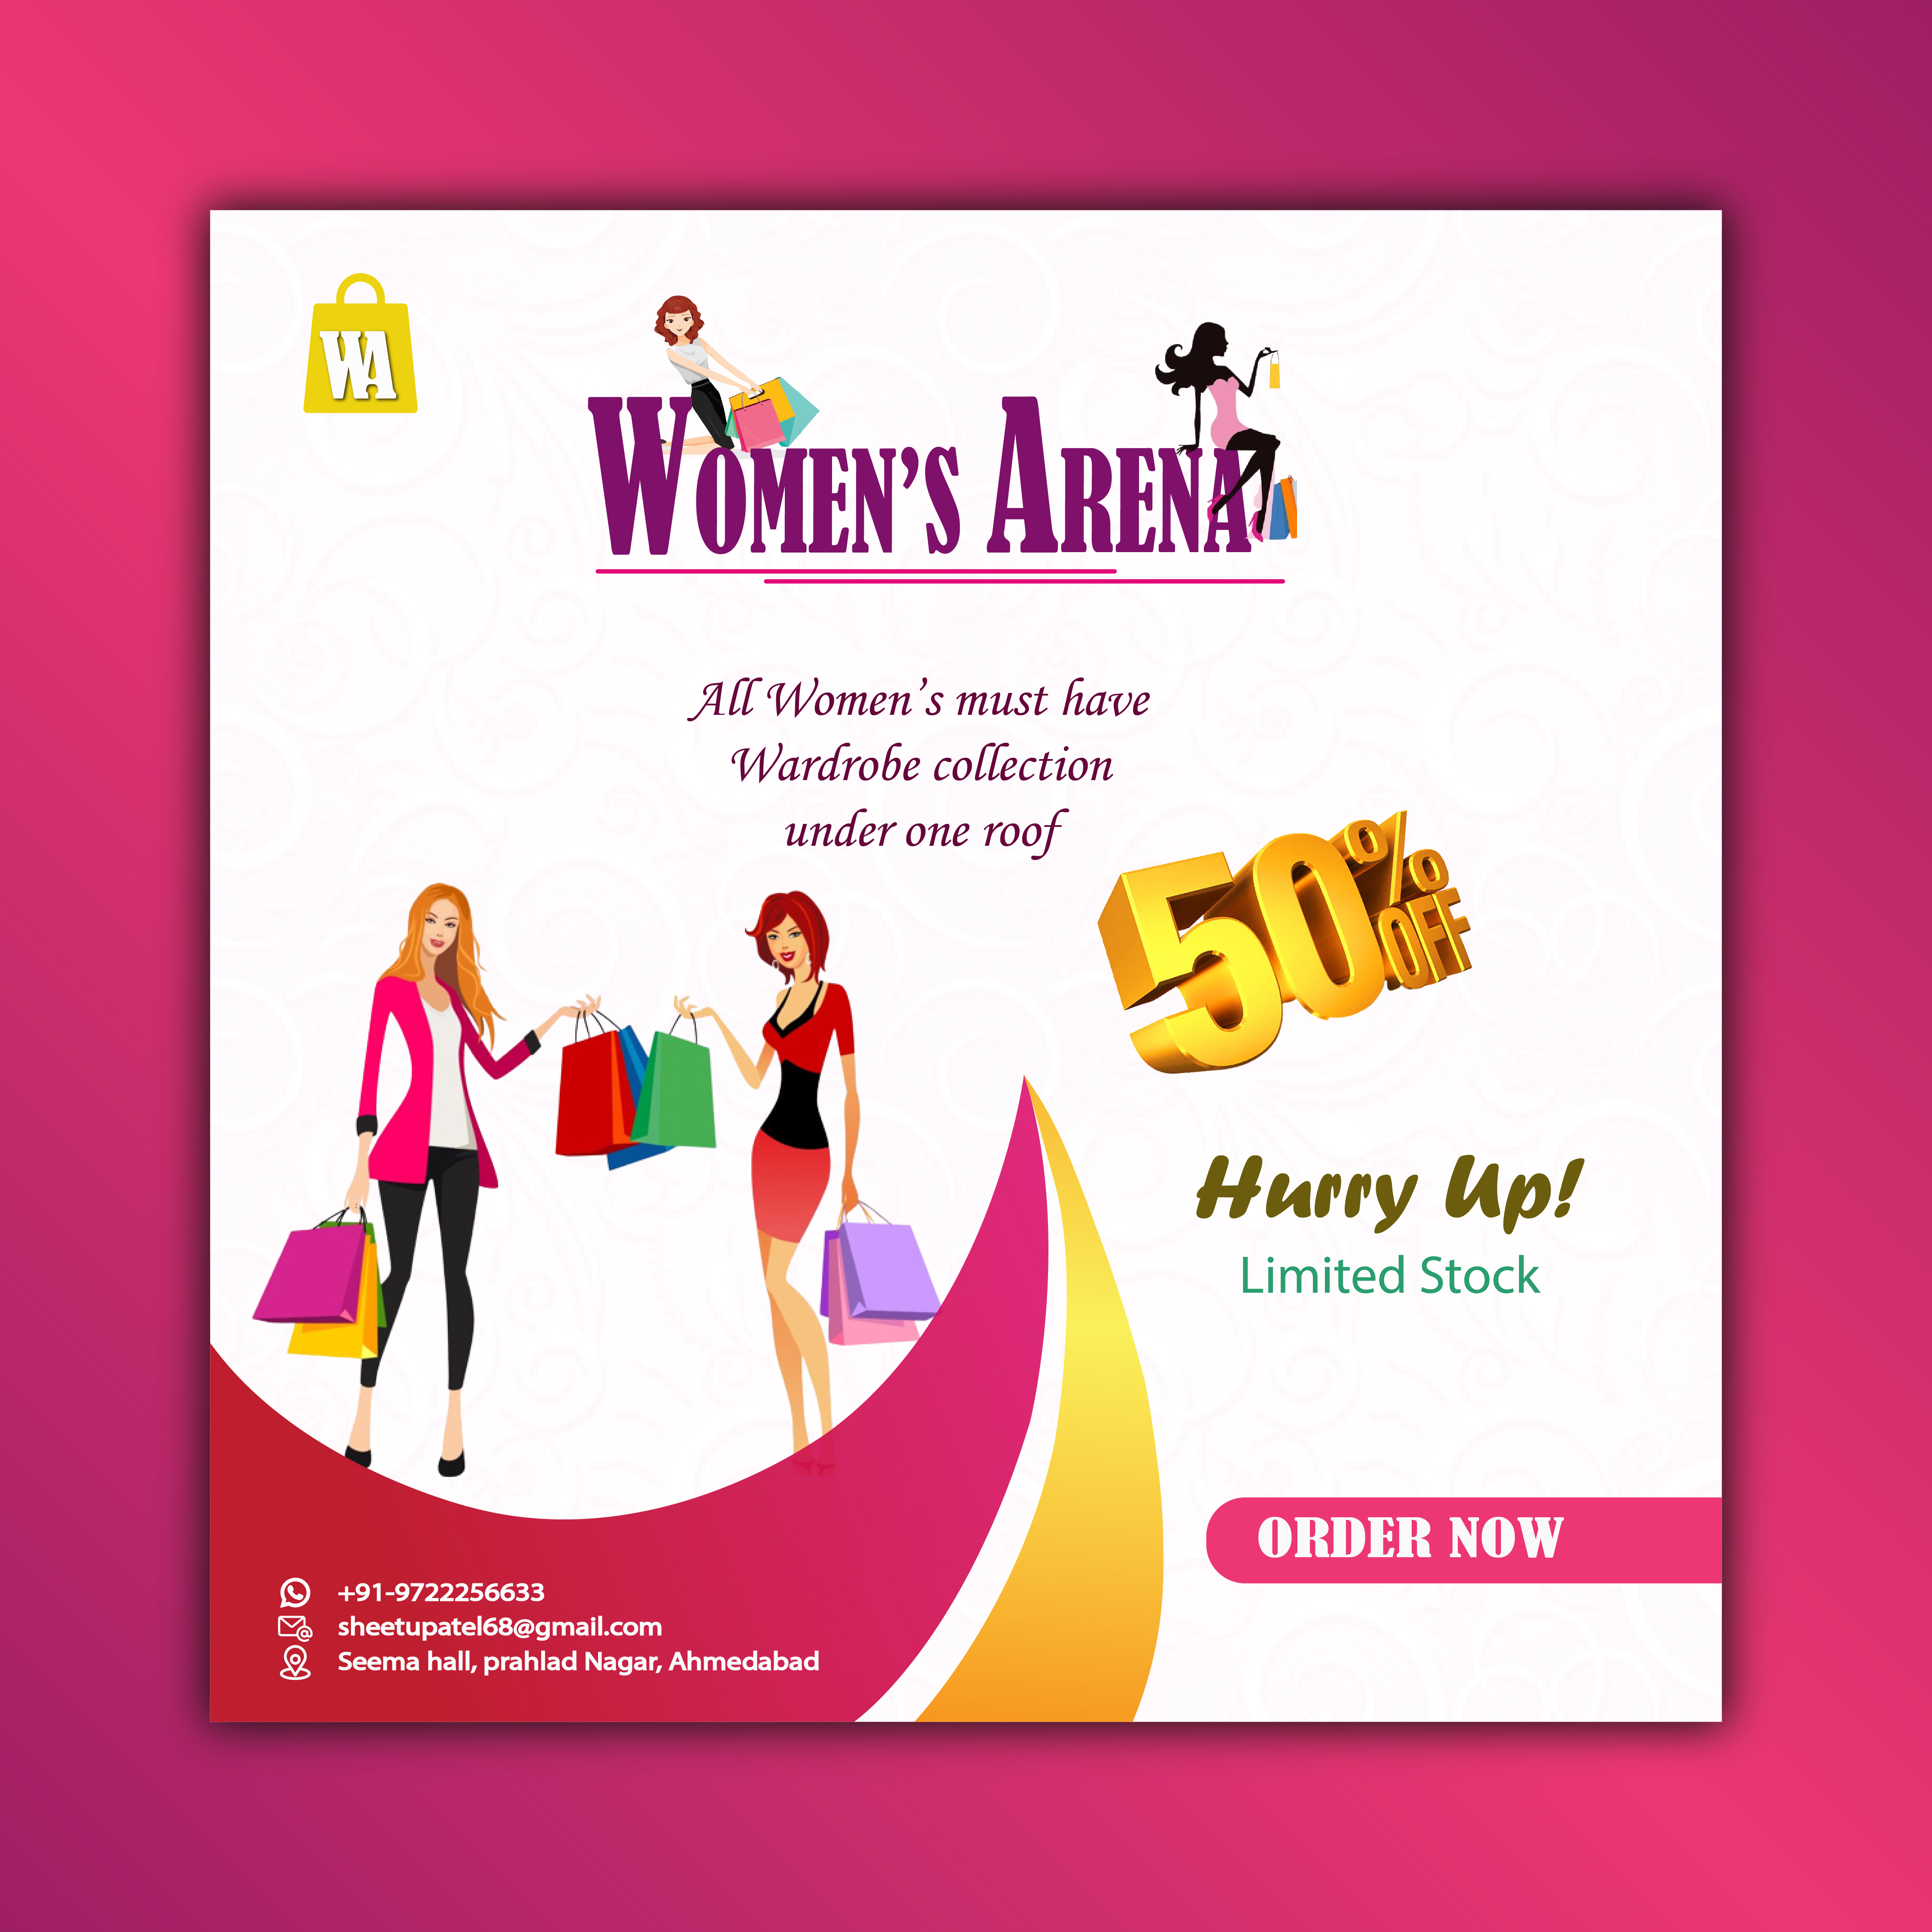 WA
WOMEN'S ARENA
All Women's must have
Wardrobe collection
under one roof
50% OFF
Hurry Up!
Limited Stock
ORDER NOW
+91-9722256633
sheetupatel68@gmail.com
Seema hall, prahlad Nagar, Ahmedabad